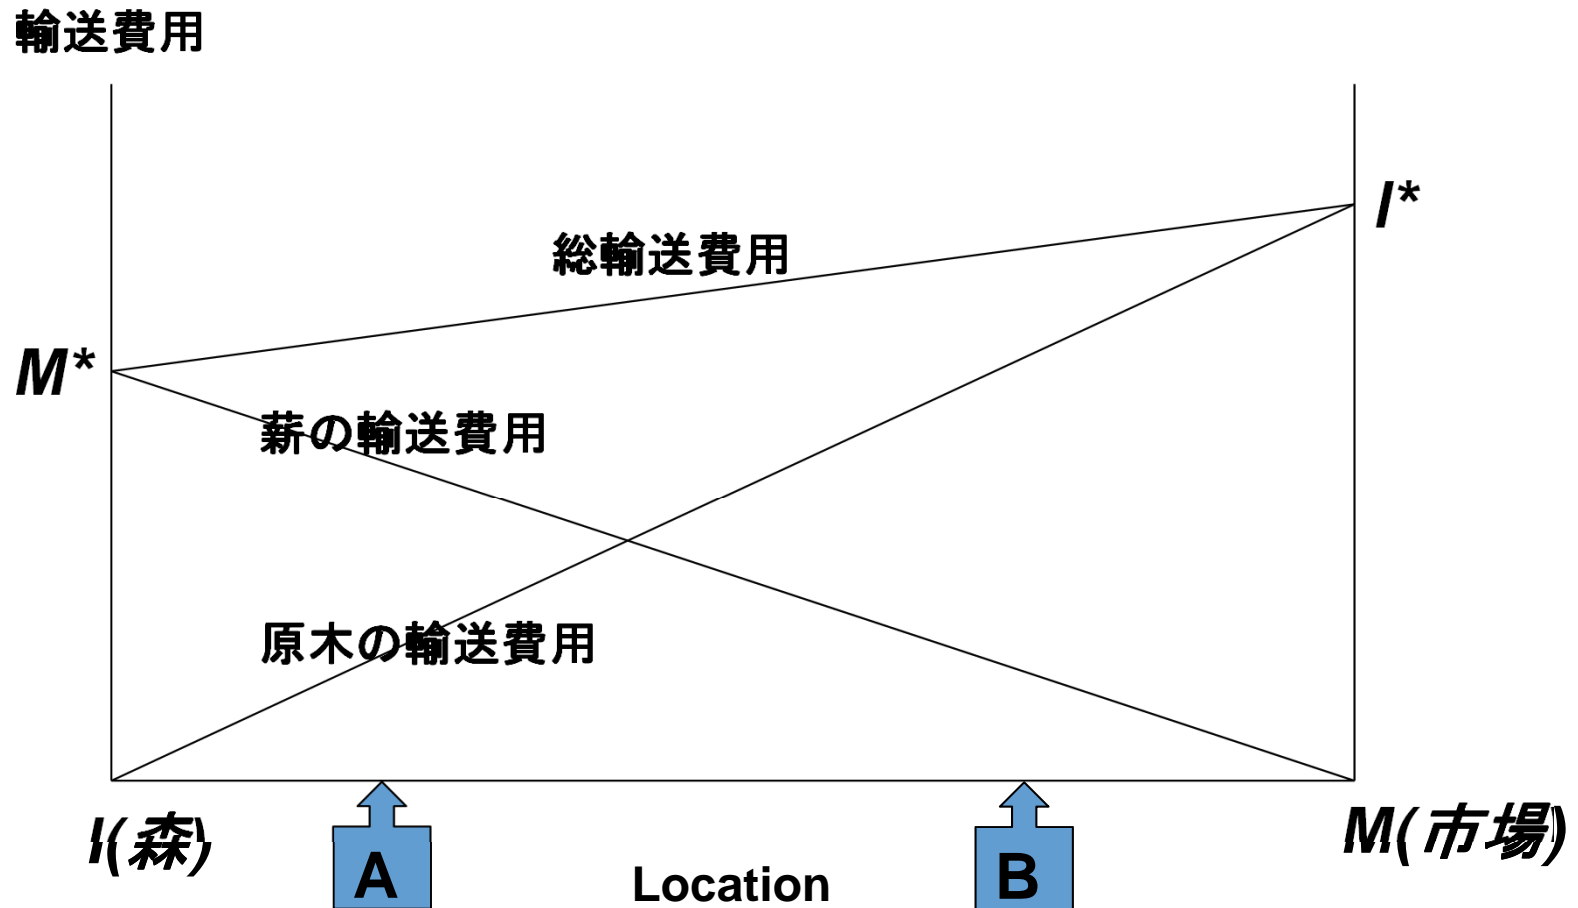 輸送費用
I*
総輸送費用
M*
薪の輸送費用
原木の輸送費用
I(森)
M(市場)
A
Location
B